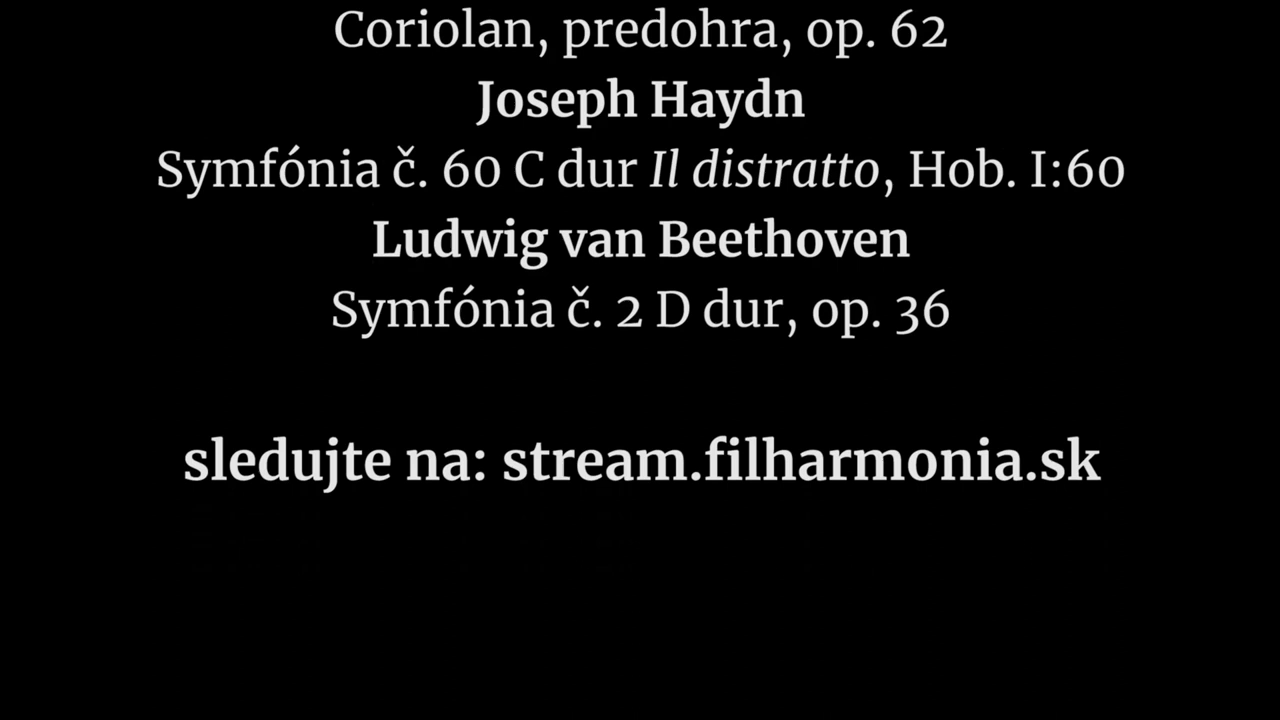 Coriolan, predohra, op. 62
Joseph Haydn
Symfónia č. 60 C dur Il distratto, Hob. I:60
Ludwig van Beethoven
Symfónia č. 2 D dur, op. 36
sledujte na: stream.filharmonia.sk